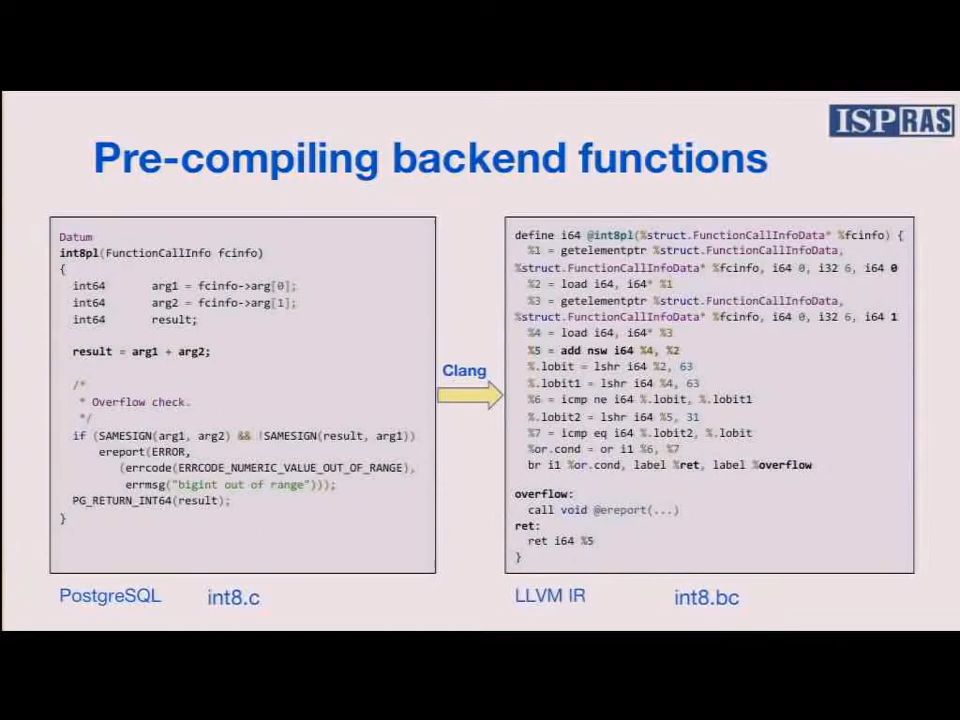 ISP RAS
Pre-compiling backend functions
Datum
int8pl(FunctionCallInfo fcinfo)
{
int64 arg1 = fcinfo->arg[0];
int64 arg2 = fcinfo->arg[1];
int64 result;
result = arg1 + arg2;
/*
* Overflow check.
*/
if (SAMESIGN(arg1, arg2) && !SAMESIGN(result, arg1))
ereport(ERROR,
(errcode(ERRCODE_NUMERIC_VALUE_OUT_OF_RANGE),
errmsg("bigint out of range")));
PG_RETURN_INT64(result);
}
PostgreSQL int8.c
Clang
define i64 @int8pl(%struct.FunctionCallInfoData* %fcinfo) {
%1 = getelementptr %struct.FunctionCallInfoData,
%struct.FunctionCallInfoData* %fcinfo, i64 0, i32 6, i64 0
%2 = load i64, i64* %1
%3 = getelementptr %struct.FunctionCallInfoData,
%struct.FunctionCallInfoData* %fcinfo, i64 0, i32 6, i64 1
%4 = load i64, i64* %3
%5 = add nsw i64 %4, %2
%.lobit = lshr i64 %2, 63
%.lobit1 = lshr i64 %4, 63
%6 = icmp ne i64 %.lobit, %.lobit1
%.lobit2 = lshr i64 %5, 31
%7 = icmp eq i64 %.lobit2, %.lobit
%or.cond = or i1 %6, %7
br i1 %or.cond, label %ret, label %overflow
overflow:
call void @ereport(...)
ret:
ret i64 %5
}
LLVM IR int8.bc